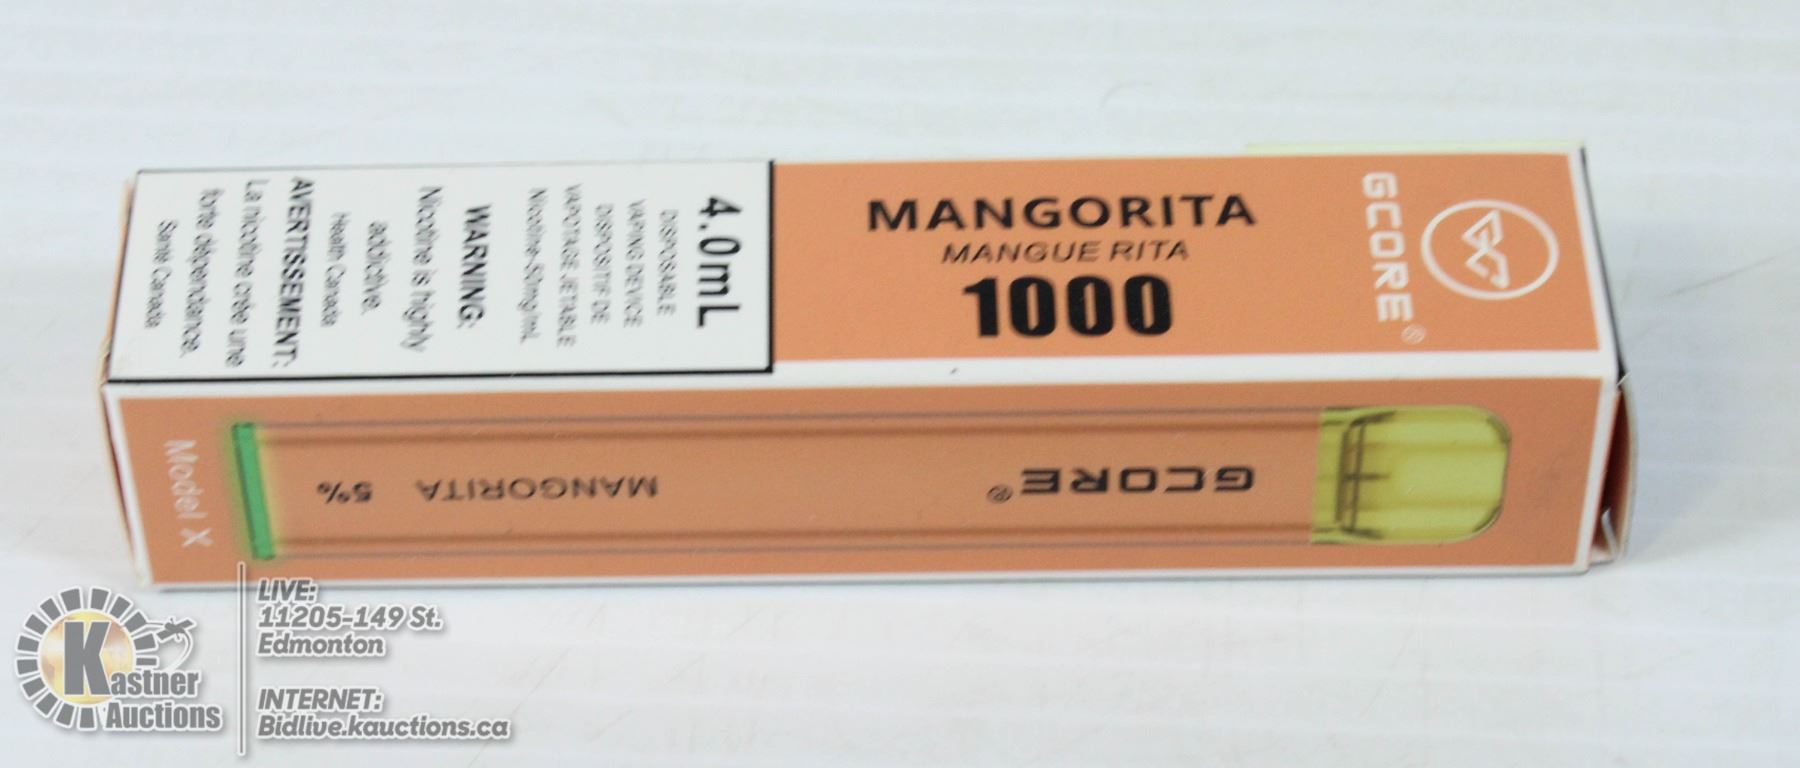 4.0mL
DISPOSABLE
VAPING DEVICE
DISPOSITIF DE
VAPOTAGE JETABLE
Nicotine-50mg/mL
WARNING:
Nicotine is highly
addictive.
Health Canada
AVERTISSEMENT:
La nicotine crée une
forte dépendance.
Santé Canada
MANGORITA
MANGUE RITA
1000
GCORE®
Model X
5%
MANGORITA
GCORE®
Kastner
Auctions
LIVE:
11205-149 St.
Edmonton
INTERNET:
Bidlive.kauctions.ca